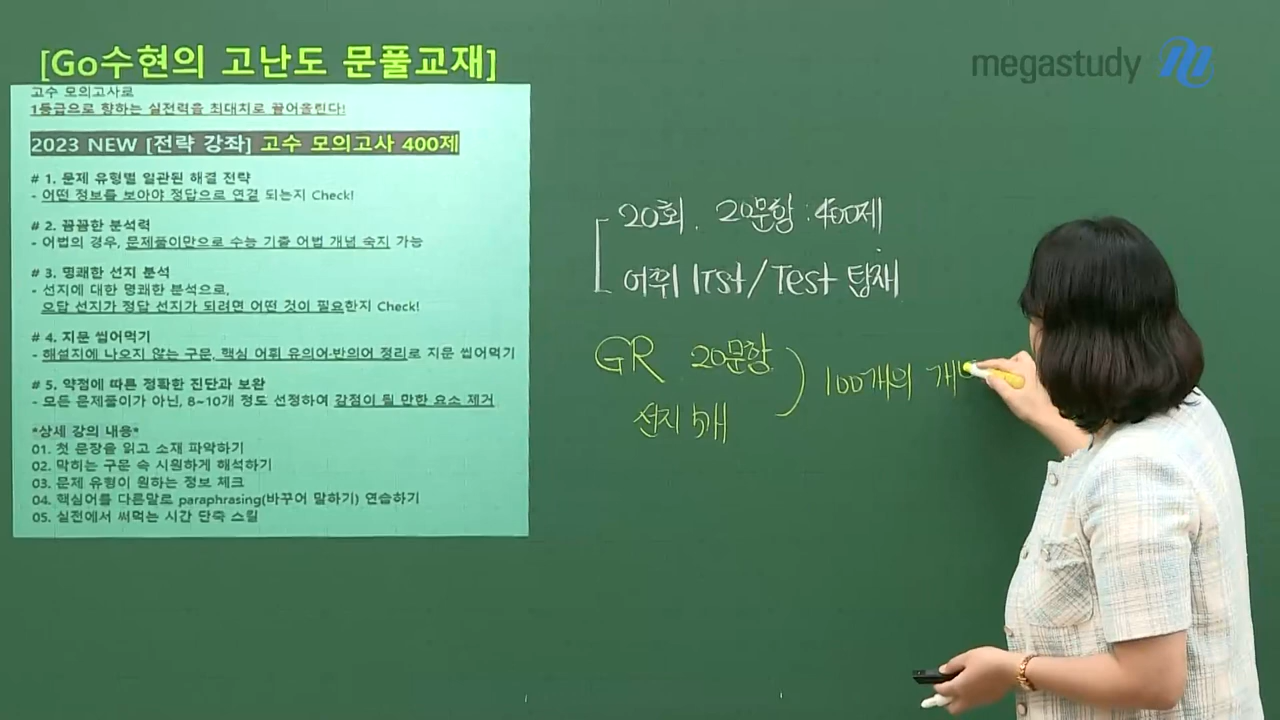 [Go수현의 고난도 문풀교재]
고수 모의고사로
1등급으로 향하는 실전력을 최대치로 끌어올린다!
2023 NEW [전략 강좌] 고수 모의고사 400제
# 1. 문제 유형별 일관된 해결 전략
- 어떤 정보를 보아야 정답으로 연결 되는지 Check!
# 2. 꼼꼼한 분석력
- 어법의 경우, 문제풀이만으로 수능 기출 어법 개념 숙지 가능
# 3. 명쾌한 선지 분석
- 선지에 대한 명쾌한 분석으로,
오답 선지가 정답 선지가 되려면 어떤 것이 필요한지 Check!
# 4. 지문 씹어먹기
- 해설지에 나오지 않는 구문, 핵심 어휘 유의어·반의어 정리로 지문 씹어먹기
# 5. 약점에 따른 정확한 진단과 보완
- 모든 문제풀이가 아닌, 8~10개 정도 선정하여 강점이 될 만한 요소 제거
*상세 강의 내용*
01. 첫 문장을 읽고 소재 파악하기
02. 막히는 구문 속 시원하게 해석하기
03. 문제 유형이 원하는 정보 체크
04. 핵심어를 다른말로 paraphrasing(바꾸어 말하기) 연습하기
05. 실전에서 써먹는 시간 단축 스킬
megastudy
20회. 20문항 : 400제
어휘 list/Test 탑재
GR 20문항
선지 5개
100개의 개